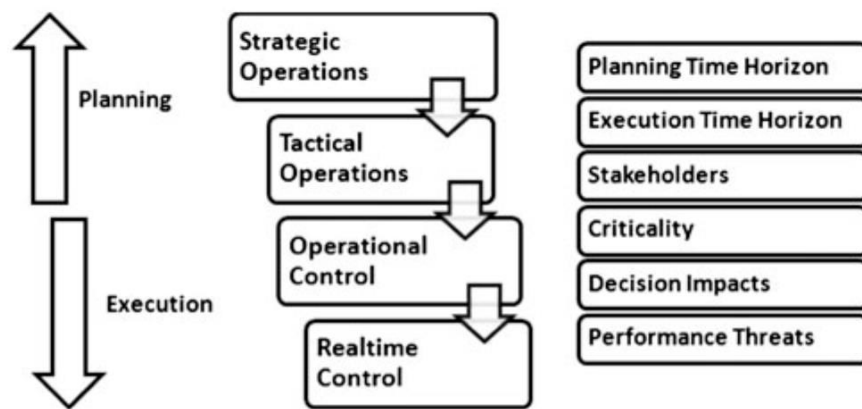 Planning
Execution
Strategic
Operations
Tactical
Operations
Operational
Control
Realtime
Control
Planning Time Horizon
Execution Time Horizon
Stakeholders
Criticality
Decision Impacts
Performance Threats